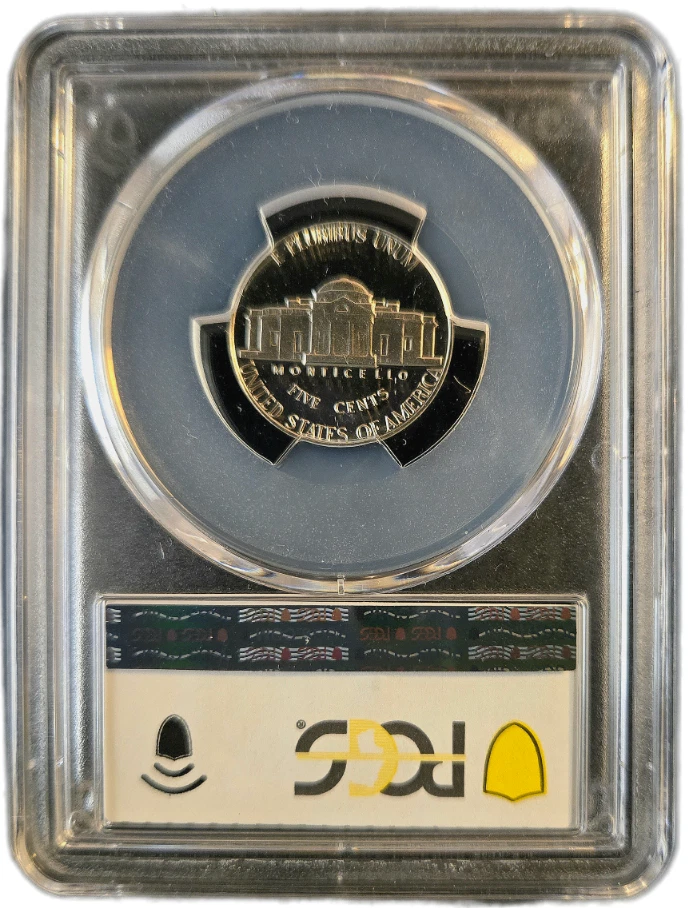 E PLURIBUS UNUM
MONTICELLO
FIVE CENTS
UNITED STATES OF AMERICA
PCGS®